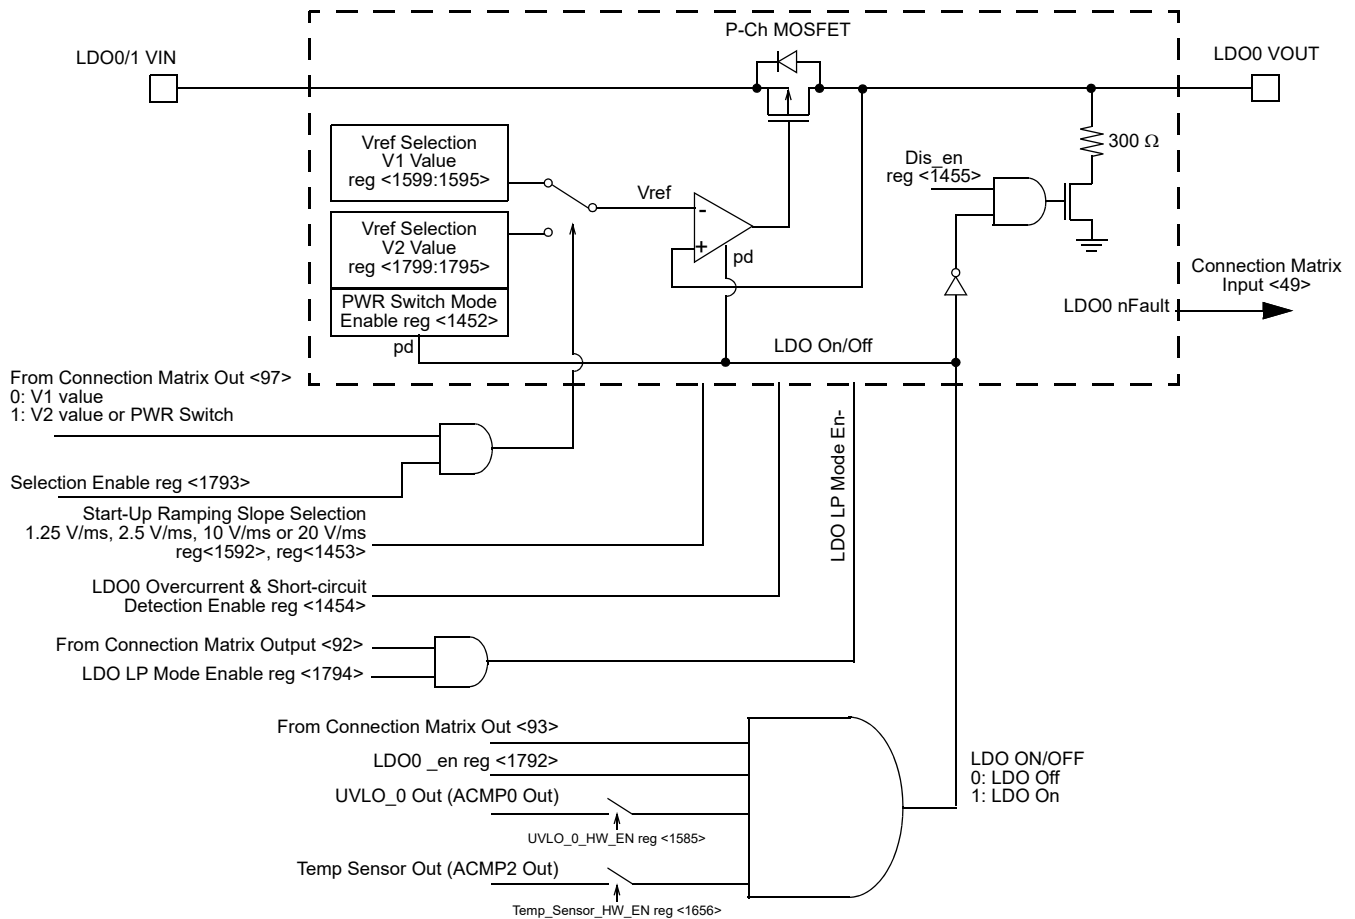 P-Ch MOSFET
LDO0/1 VIN
LDO0 VOUT
Vref Selection
V1 Value
reg <1599:1595>
Vref Selection
V2 Value
reg <1799:1795>
PWR Switch Mode
Enable reg <1452>
pd
Vref
-
+
pd
Dis_en
reg <1455>
300 Ω
Connection Matrix
Input <49>
LDO0 nFault
LDO On/Off
From Connection Matrix Out <97>
0: V1 value
1: V2 value or PWR Switch
Selection Enable reg <1793>
Start-Up Ramping Slope Selection
1.25 V/ms, 2.5 V/ms, 10 V/ms or 20 V/ms
reg<1592>, reg<1453>
LDO0 Overcurrent & Short-circuit
Detection Enable reg <1454>
LDO LP Mode En-
From Connection Matrix Output <92>
LDO LP Mode Enable reg <1794>
From Connection Matrix Out <93>
LDO0 _en reg <1792>
UVLO_0 Out (ACMP0 Out)
UVLO_0_HW_EN reg <1585>
Temp Sensor Out (ACMP2 Out)
Temp_Sensor_HW_EN reg <1656>
LDO ON/OFF
0: LDO Off
1: LDO On